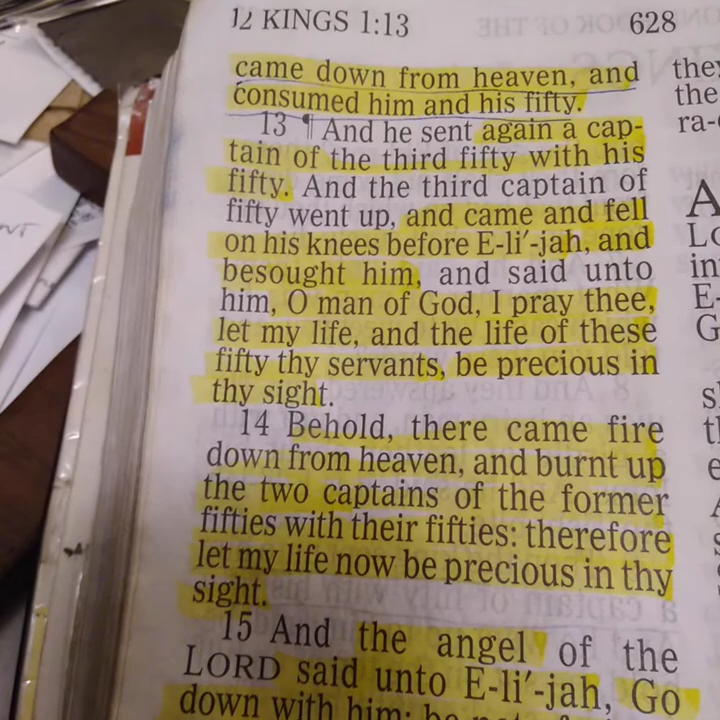 12 KINGS 1:13
628
came down from heaven, and
consumed him and his fifty.
13 ¶ And he sent again a cap-
tain of the third fifty with his
fifty. And the third captain of
fifty went up, and came and fell
on his knees before E-li′-jah, and
besought him, and said unto
him, O man of God, I pray thee,
let my life, and the life of these
fifty thy servants, be precious in
thy sight.
14 Behold, there came fire
down from heaven, and burnt up
the two captains of the former
fifties with their fifties: therefore
let my life now be precious in thy
sight.
15 And the angel of the
LORD said unto E-li′-jah, Go
down with him: be
the
ra-